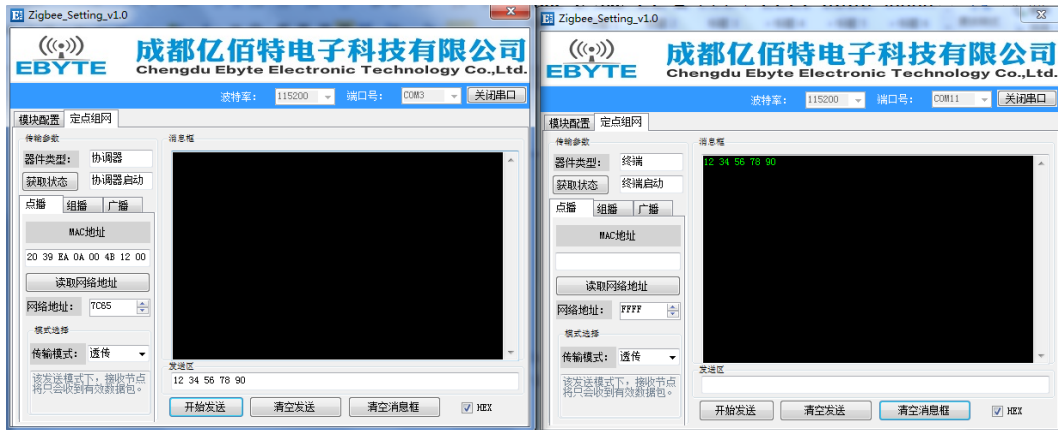 Zigbee_Setting_v1.0
EBYTE
成都亿佰特电子科技有限公司
Chengdu Ebyte Electronic Technology Co.,Ltd.
波特率: 115200 端口号: COM3 关闭串口
模块配置 定点组网
传输参数
器件类型: 协调器
获取状态 协调器启动
点播 组播 广播
MAC地址
20 39 EA 0A 00 4B 12 00
读取网络地址
网络地址: 7C65
模式选择
传输模式: 透传
该发送模式下,接收节点
将只会收到有效数据包。
消息框
发送区
12 34 56 78 90
开始发送 清空发送 清空消息框 HEX
Zigbee_Setting_v1.0
EBYTE
成都亿佰特电子科技有限公司
Chengdu Ebyte Electronic Technology Co.,Ltd.
波特率: 115200 端口号: COM11 关闭串口
模块配置 定点组网
传输参数
器件类型: 终端
获取状态 终端启动
点播 组播 广播
MAC地址
读取网络地址
网络地址: FFFF
模式选择
传输模式: 透传
该发送模式下,接收节点
将只会收到有效数据包。
消息框
12 34 56 78 90
发送区
开始发送 清空发送 清空消息框 HEX